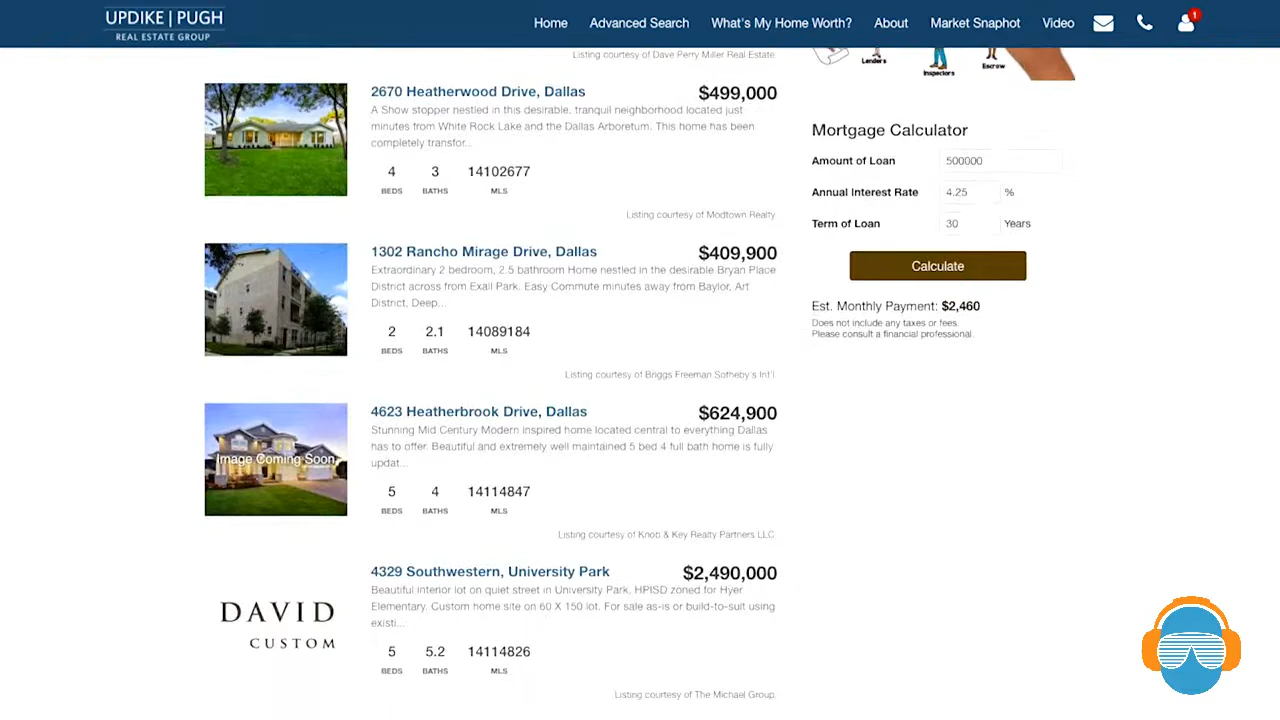 UPDIKE | PUGH
REAL ESTATE GROUP
Home
Advanced Search
What's My Home Worth?
About
Market Snaphot
Video
1
Listing courtesy of Dave Perry Miller Real Estate
Lenders
Inspectors
Escrow
2670 Heatherwood Drive, Dallas
$499,000
A Show stopper nestled in this desirable, tranquil neighborhood located just
minutes from White Rock Lake and the Dallas Arboretum. This home has been
completely transfor...
4 3 14102677
BEDS BATHS MLS
Listing courtesy of Modtown Realty
1302 Rancho Mirage Drive, Dallas
$409,900
Extraordinary 2 bedroom, 2.5 bathroom Home nestled in the desirable Bryan Place
District across from Exall Park. Easy Commute minutes away from Baylor, Art
District, Deep...
2 2.1 14089184
BEDS BATHS MLS
Listing courtesy of Briggs Freeman Sotheby's Int'l
Image Coming Soon
4623 Heatherbrook Drive, Dallas
$624,900
Stunning Mid Century Modern inspired home located central to everything Dallas
has to offer. Beautiful and extremely well maintained 5 bed 4 full bath home is fully
updat...
5 4 14114847
BEDS BATHS MLS
Listing courtesy of Knob & Key Realty Partners LLC
DAVID
CUSTOM
4329 Southwestern, University Park
$2,490,000
Beautiful interior lot on quiet street in University Park, HPISD zoned for Hyer
Elementary. Custom home site on 60 X 150 lot. For sale as-is or build-to-suit using
existi...
5 5.2 14114826
BEDS BATHS MLS
Listing courtesy of The Michael Group
Mortgage Calculator
Amount of Loan 500000
Annual Interest Rate 4.25 %
Term of Loan 30 Years
Calculate
Est. Monthly Payment: $2,460
Does not include any taxes or fees.
Please consult a financial professional.